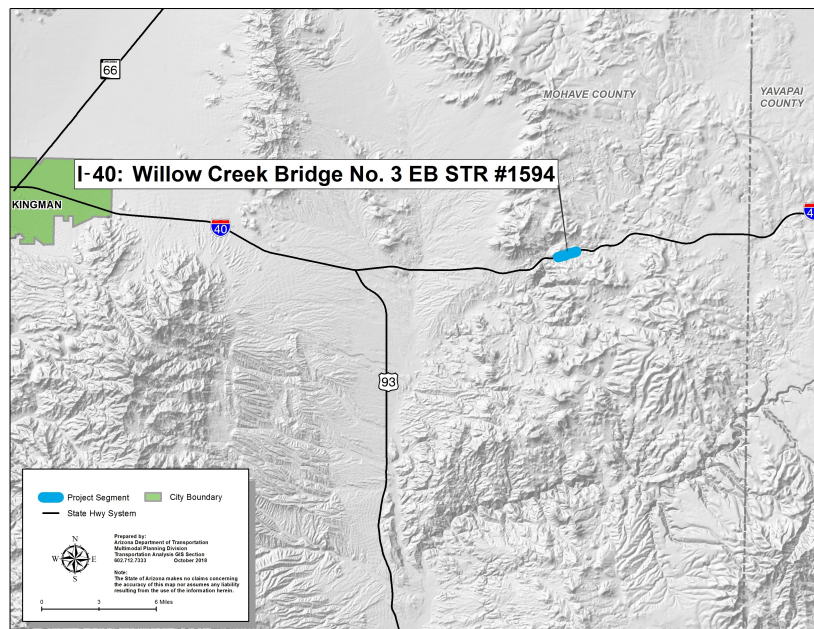 66
MOHAVE COUNTY
YAVAPAI
COUNTY
I-40: Willow Creek Bridge No. 3 EB STR #1594
KINGMAN
40
93
Project Segment
City Boundary
State Hwy System
N
W E
S
Prepared by:
Arizona Department of Transportation
Multimodal Planning Division
Transportation Analysis GIS Section
602.712.7333 October 2018
Note:
The State of Arizona makes no claims concerning
the accuracy of this map nor assumes any liability
resulting from the use of the information herein.
0 3 6 Miles